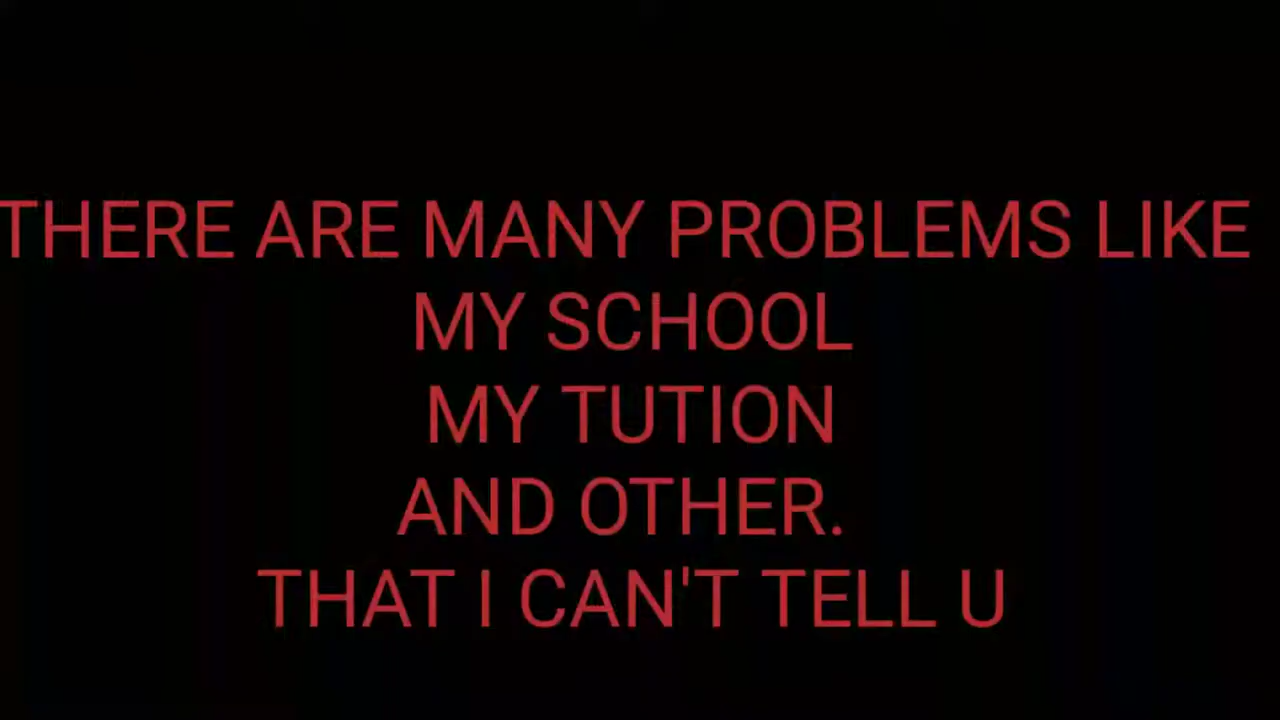 THERE ARE MANY PROBLEMS LIKE
MY SCHOOL
MY TUTION
AND OTHER.
THAT I CAN'T TELL U